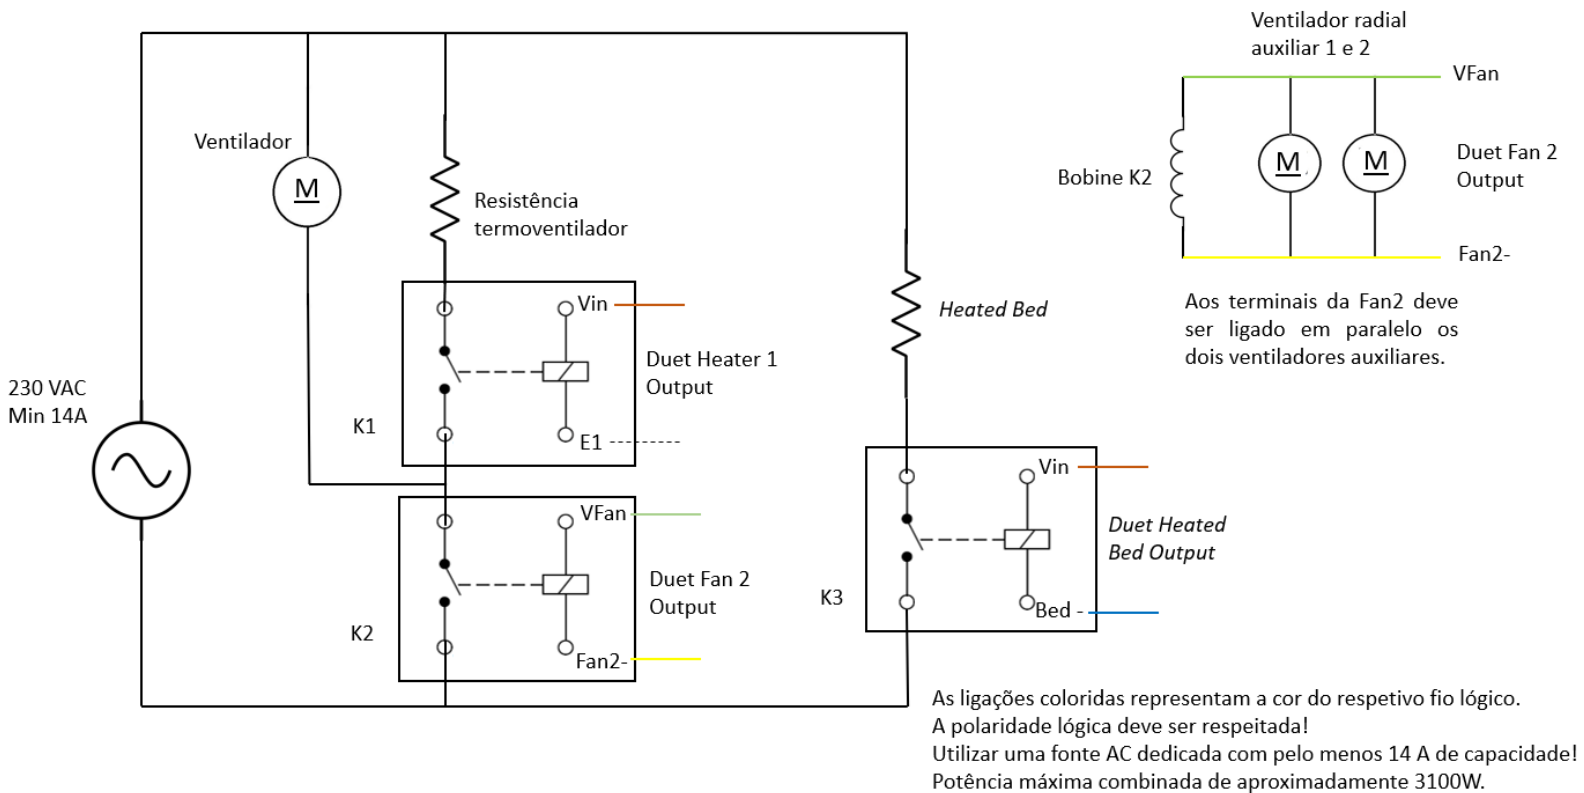 Ventilador radial
auxiliar 1 e 2
VFan
Ventilador
M
M
M
Duet Fan 2
Output
Bobine K2
Resistência
termoventilador
Fan2-
Vin
Heated Bed
Aos terminais da Fan2 deve
ser ligado em paralelo os
dois ventiladores auxiliares.
Duet Heater 1
Output
230 VAC
Min 14A
K1
E1
Vin
VFan
Duet Heated
Bed Output
Duet Fan 2
Output
K3
Bed -
K2
Fan2-
As ligações coloridas representam a cor do respetivo fio lógico.
A polaridade lógica deve ser respeitada!
Utilizar uma fonte AC dedicada com pelo menos 14 A de capacidade!
Potência máxima combinada de aproximadamente 3100W.